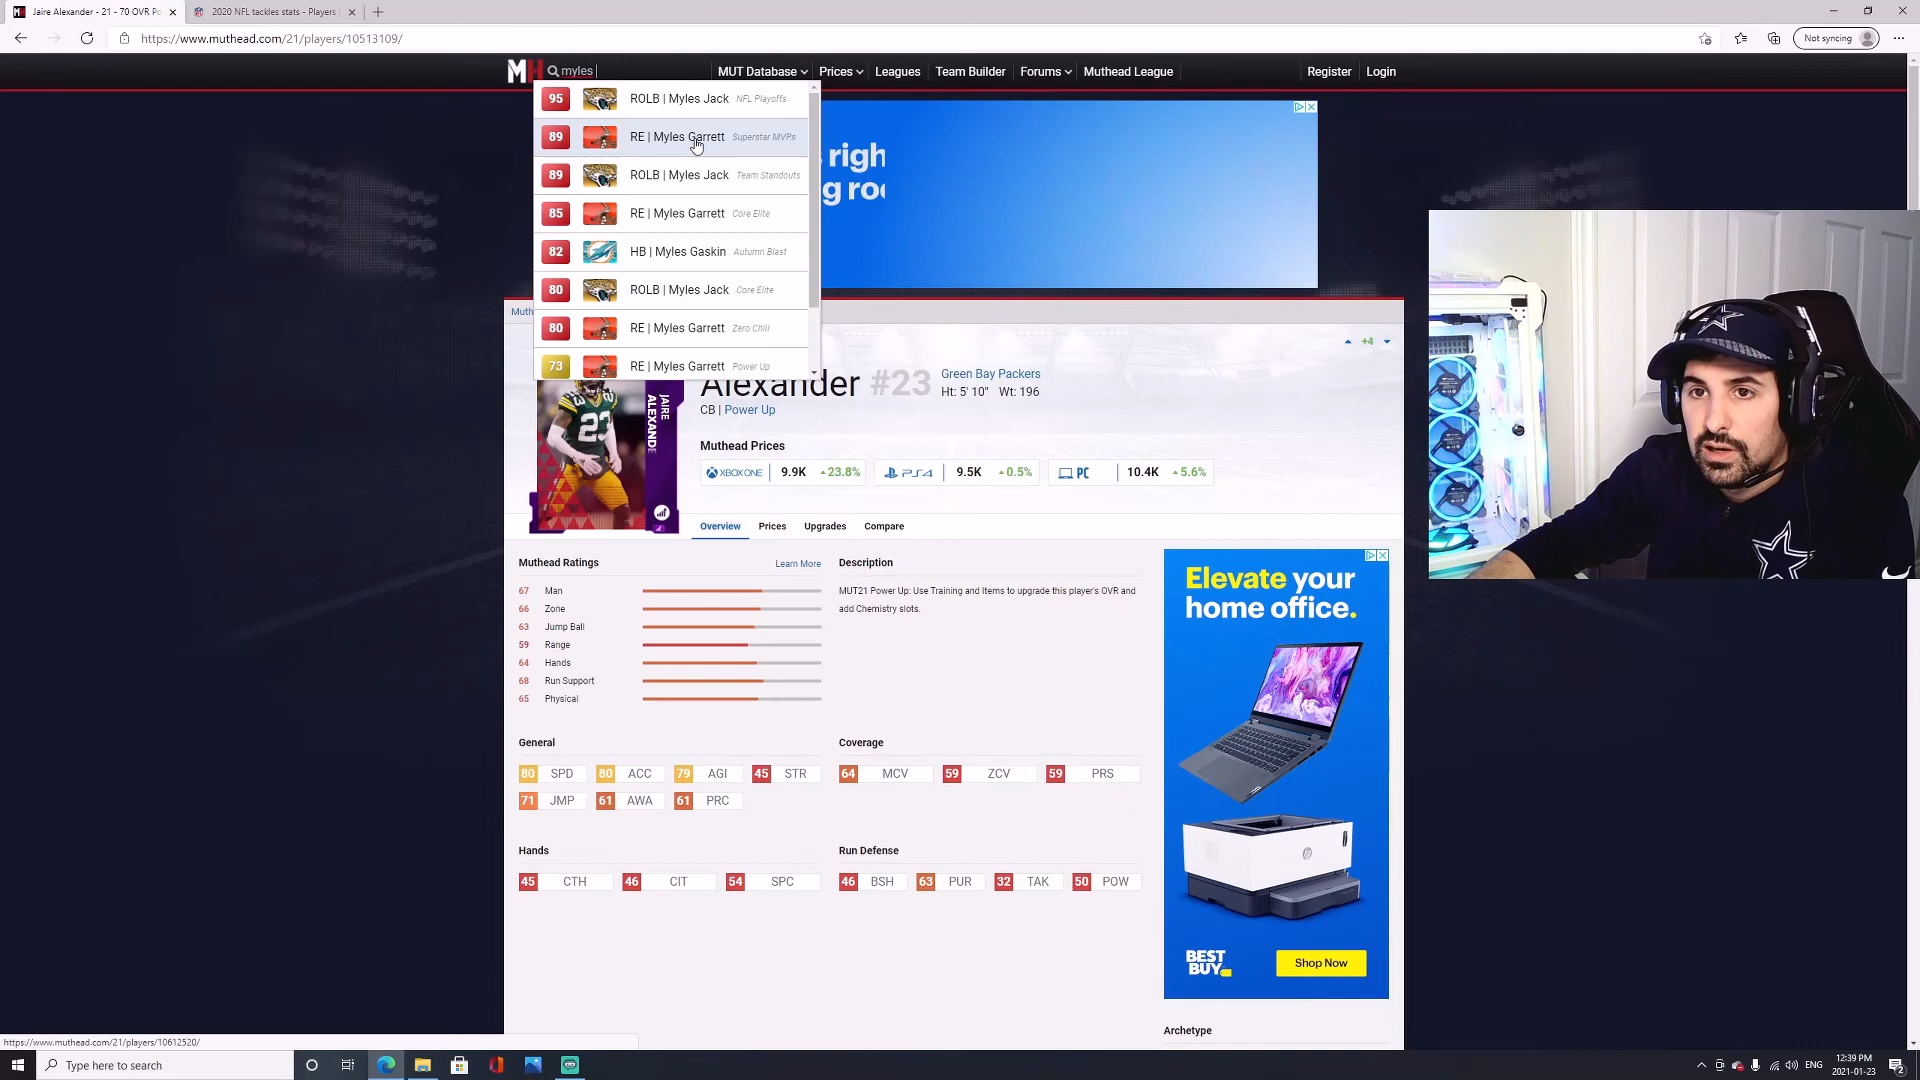 Jaire Alexander - 21 - 70 OVR Po
2020 NFL tackles stats - Players
https://www.muthead.com/21/players/10513109/
Not syncing
MH
myles
MUT Database
Prices
Leagues
Team Builder
Forums
Muthead League
Register
Login
95 ROLB | Myles Jack NFL Playoffs
89 RE | Myles Garrett Superstar MVPs
89 ROLB | Myles Jack Team Standouts
85 RE | Myles Garrett Core Elite
82 HB | Myles Gaskin Autumn Blast
80 ROLB | Myles Jack Core Elite
80 RE | Myles Garrett Zero Chill
73 RE | Myles Garrett Power Up
righ
g ro
Muth
+4
Alexander #23
Green Bay Packers
Ht: 5' 10" Wt: 196
CB | Power Up
JAIRE
ALEXANDE
23
Muthead Prices
XBOX ONE 9.9K 23.8%
PS4 9.5K 0.5%
PC 10.4K 5.6%
Overview Prices Upgrades Compare
Muthead Ratings
Learn More
67 Man
66 Zone
63 Jump Ball
59 Range
64 Hands
68 Run Support
65 Physical
Description
MUT21 Power Up: Use Training and Items to upgrade this player's OVR and
add Chemistry slots.
General
80 SPD 80 ACC 79 AGI 45 STR
71 JMP 61 AWA 61 PRC
Coverage
64 MCV 59 ZCV 59 PRS
Hands
45 CTH 46 CIT 54 SPC
Run Defense
46 BSH 63 PUR 32 TAK 50 POW
Elevate your
home office.
hp
BEST
BUY
Shop Now
Archetype
https://www.muthead.com/21/players/10612520/
Type here to search
ENG
12:39 PM
2021-01-23
2